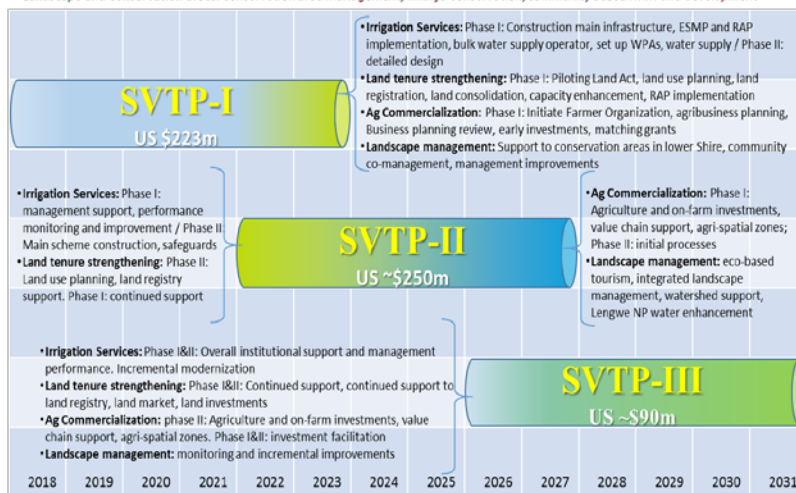 •Irrigation Services: Phase I: Construction main infrastructure, ESMP and RAP
implementation, bulk water supply operator, set up WPAs, water supply / Phase II:
detailed design
•Land tenure strengthening: Phase I: Piloting Land Act, land use planning, land
registration, land consolidation, capacity enhancement, RAP implementation
•Ag Commercialization: Phase I: Initiate Farmer Organization, agribusiness planning,
Business planning review, early investments, matching grants
•Landscape management: Support to conservation areas in lower Shire, community
co-management, management improvements
SVTP-I
US $223m
•Irrigation Services: Phase I:
management support, performance
monitoring and improvement / Phase II:
Main scheme construction, safeguards
•Land tenure strengthening: Phase II:
Land use planning, land registry
support. Phase I: continued support
SVTP-II
US ~$250m
•Ag Commercialization: Phase I:
Agriculture and on-farm investments,
value chain support, agri-spatial zones;
Phase II: initial processes
•Landscape management: eco-based
tourism, integrated landscape
management, watershed support,
Lengwe NP water enhancement
•Irrigation Services: Phase I&II: Overall institutional support and management
performance. Incremental modernization
•Land tenure strengthening: Phase I&II: Continued support, continued support to
land registry, land market, land investments
•Ag Commercialization: phase II: Agriculture and on-farm investments, value
chain support, agri-spatial zones. Phase I&II: investment facilitation
•Landscape management: monitoring and incremental improvements
SVTP-III
US ~$90m
2018 2019 2020 2021 2022 2023 2024 2025 2026 2027 2028 2029 2030 2031